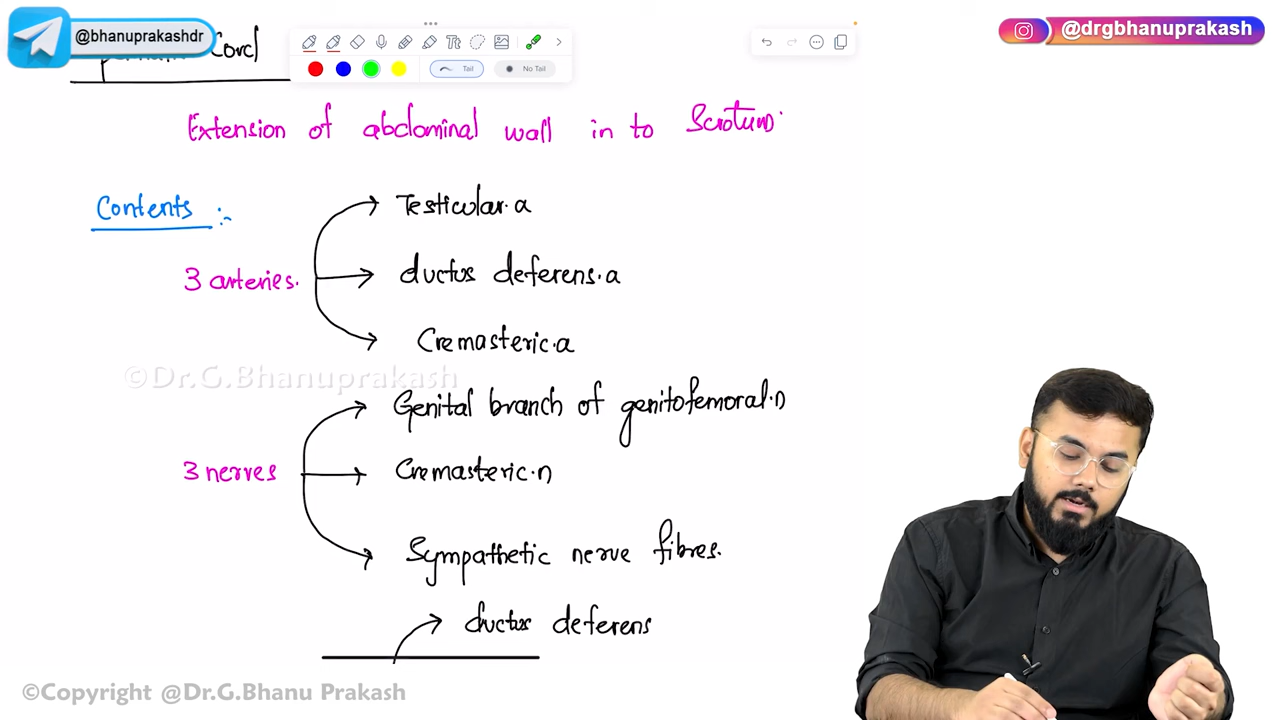 @bhanuprakashdr
@drgbhanuprakash
Cord
Tail
No Tail
Extension of abdominal wall in to Scrotum.
Contents :-
Testicular.a
3 arteries.
ductus deferens.a
Cremasteric.a
©Dr.G.Bhanuprakash
Genital branch of genitofemoral.n
3 nerves
Cremasteric.n
Sympathetic nerve fibres.
ductus deferens
©Copyright @Dr.G.Bhanu Prakash